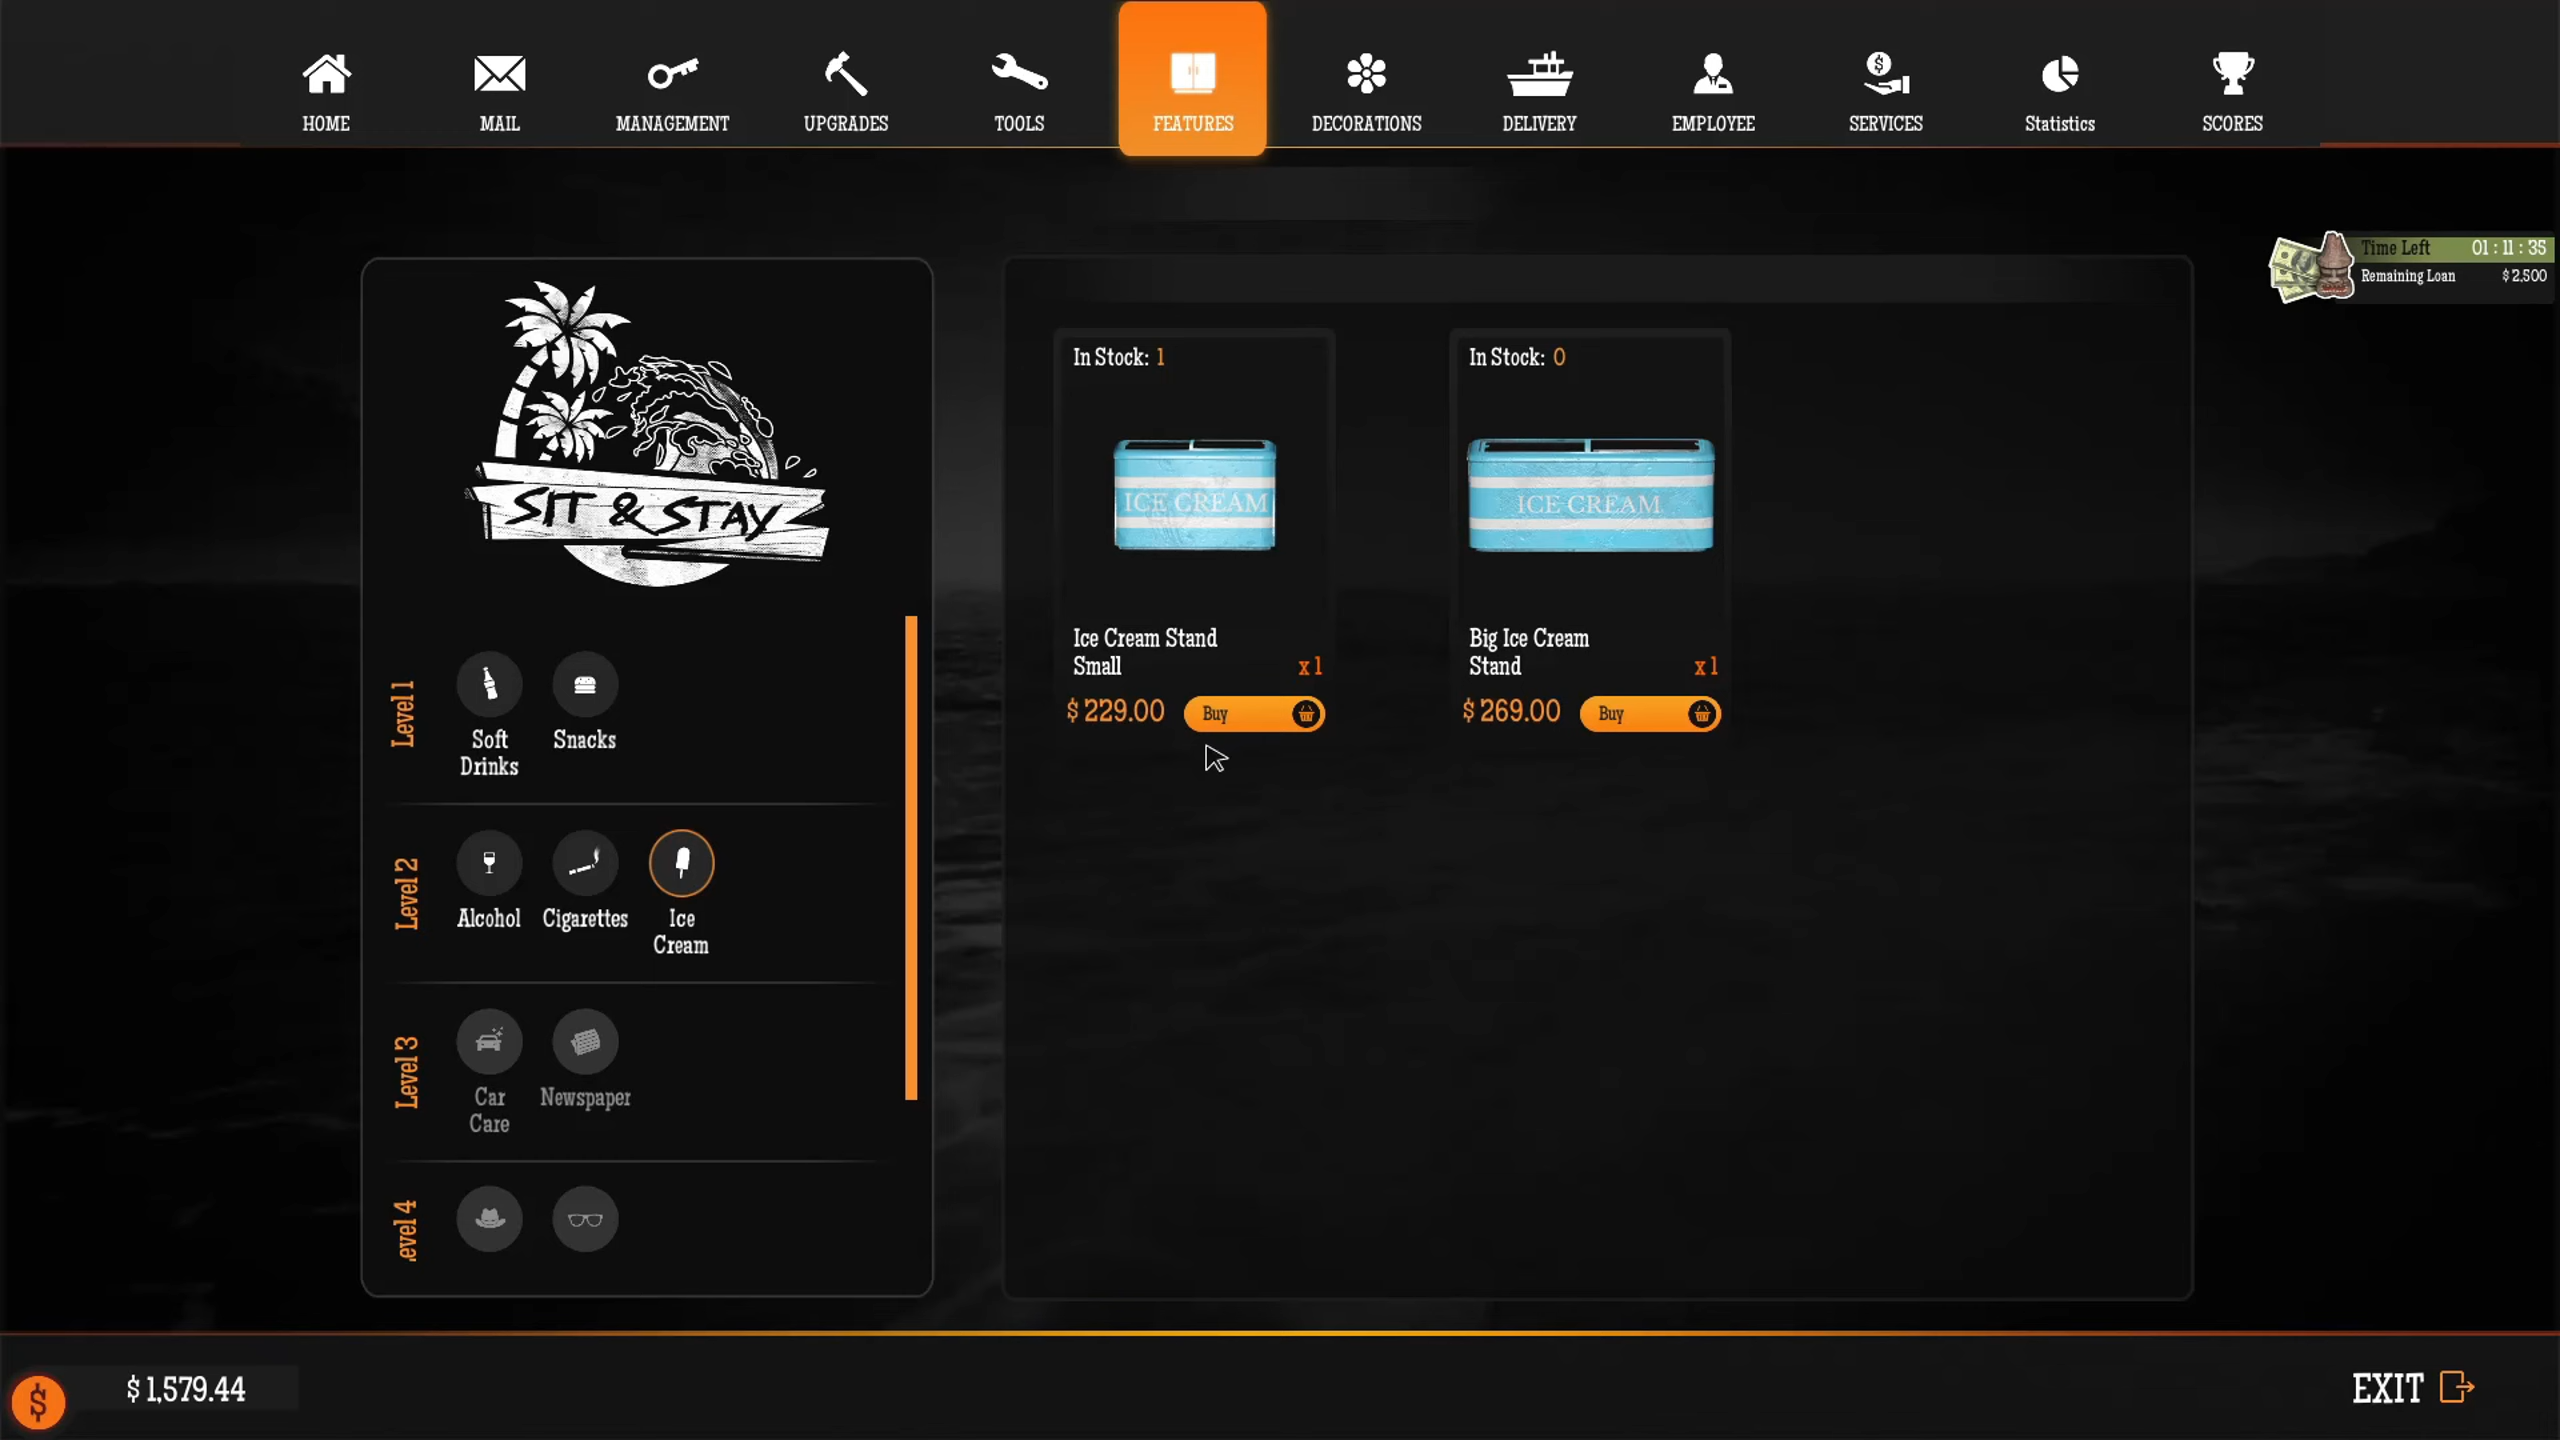 HOME
MAIL
MANAGEMENT
UPGRADES
TOOLS
FEATURES
DECORATIONS
DELIVERY
EMPLOYEE
SERVICES
Statistics
SCORES
Time Left 01 : 11 : 35
Remaining Loan $ 2,500
SIT & STAY
Level 1
Soft
Drinks
Snacks
Level 2
Alcohol
Cigarettes
Ice
Cream
Level 3
Car
Care
Newspaper
evel 4
In Stock: 1
ICE CREAM
Ice Cream Stand
Small x 1
$ 229.00 Buy
In Stock: 0
ICE CREAM
Big Ice Cream
Stand x 1
$ 269.00 Buy
$ $ 1,579.44
EXIT